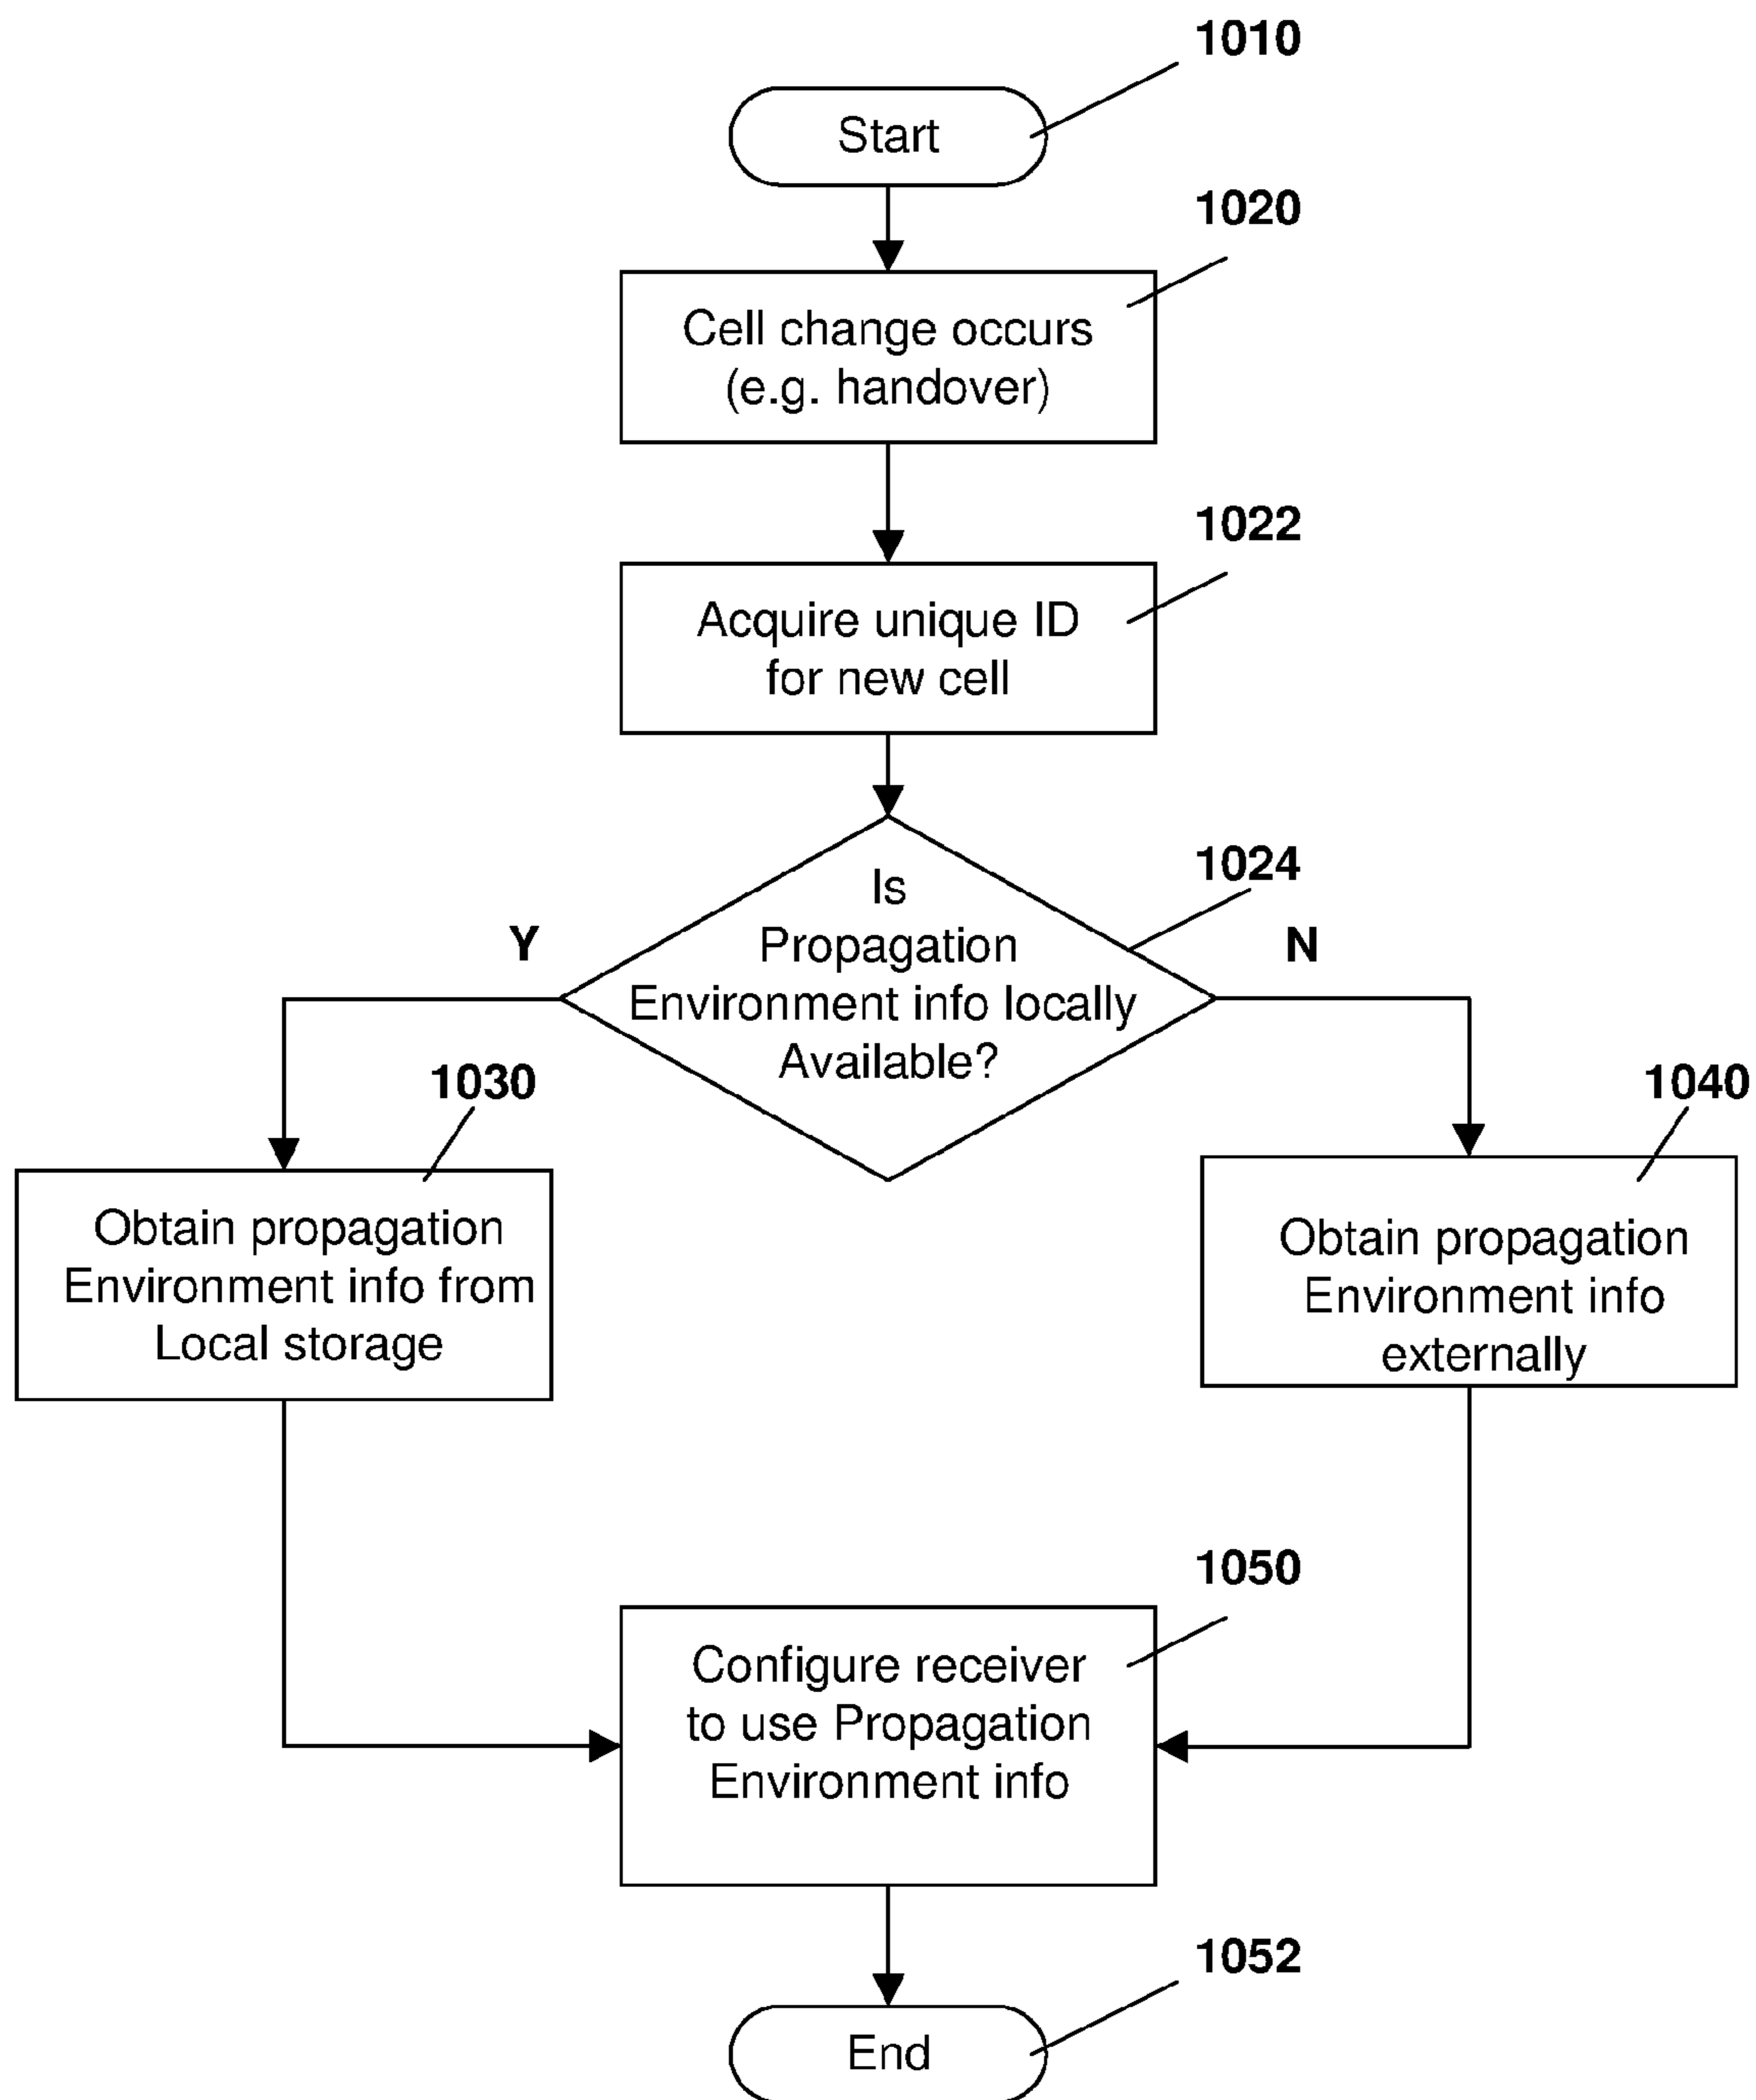 1010
Start
1020
Cell change occurs
(e.g. handover)
1022
Acquire unique ID
for new cell
1024
Is
Propagation
Environment info locally
Available?
Y
N
1030
Obtain propagation
Environment info from
Local storage
1040
Obtain propagation
Environment info
externally
1050
Configure receiver
to use Propagation
Environment info
1052
End